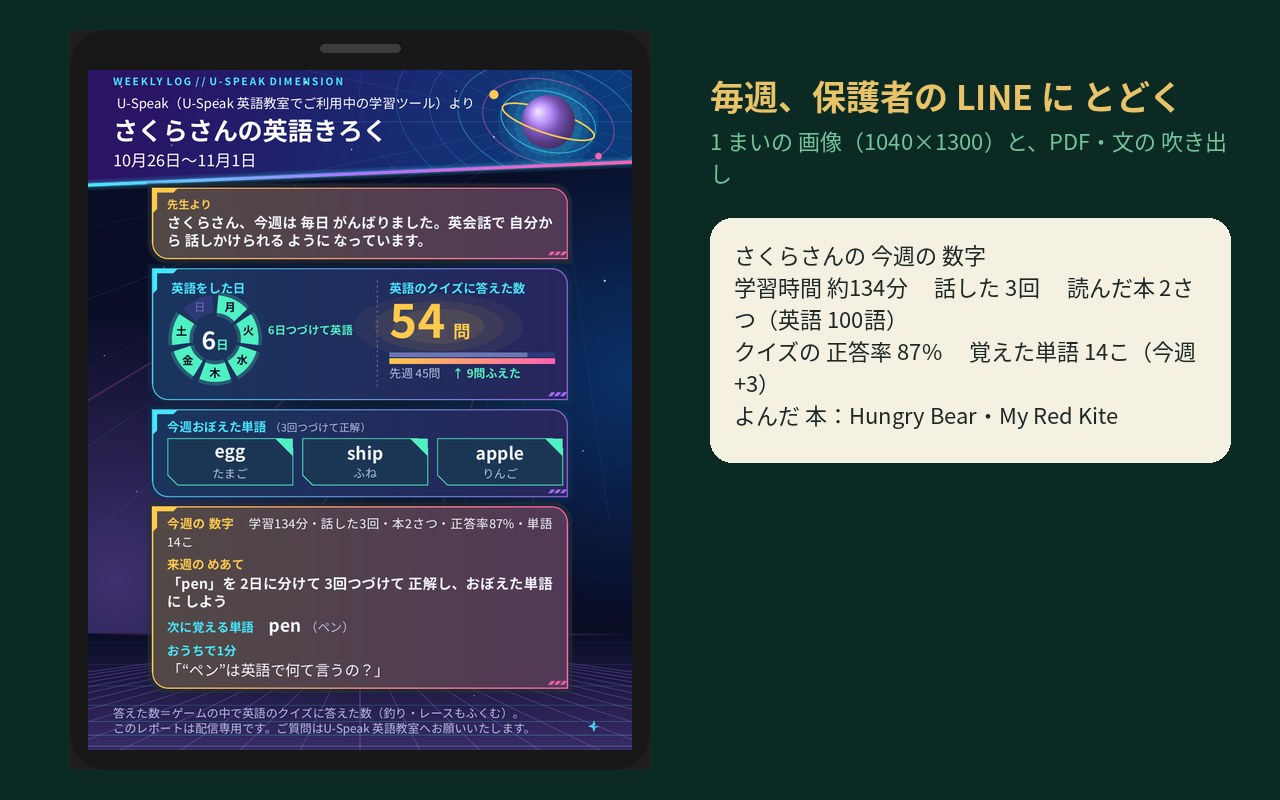 WEEKLY LOG // U-SPEAK DIMENSION
U-Speak（U-Speak 英語教室でご利用中の学習ツール）より
さくらさんの英語きろく
10月26日〜11月1日
先生より
さくらさん、今週は 毎日 がんばりました。英会話で 自分か
ら 話しかけられる ように なっています。
英語をした日
日
月
火
水
木
金
土
6日
6日つづけて英語
英語のクイズに答えた数
54 問
先週 45問 ↑ 9問ふえた
今週おぼえた単語 （3回つづけて正解）
egg
たまご
ship
ふね
apple
りんご
今週の 数字 学習134分・話した3回・本2さつ・正答率87%・単語
14こ
来週の めあて
「pen」を 2日に分けて 3回つづけて 正解し、おぼえた単語
に しよう
次に覚える単語 pen （ペン）
おうちで1分
「“ペン”は英語で何て言うの？」
答えた数＝ゲームの中で英語のクイズに答えた数（釣り・レースもふくむ）。
このレポートは配信専用です。ご質問はU-Speak 英語教室へお願いいたします。
毎週、保護者の LINE に とどく
1 まいの 画像（1040×1300）と、PDF・文の 吹き出
し
さくらさんの 今週の 数字
学習時間 約134分 話した 3回 読んだ本 2さ
つ（英語 100語）
クイズの 正答率 87% 覚えた単語 14こ（今週
+3）
よんだ 本：Hungry Bear・My Red Kite